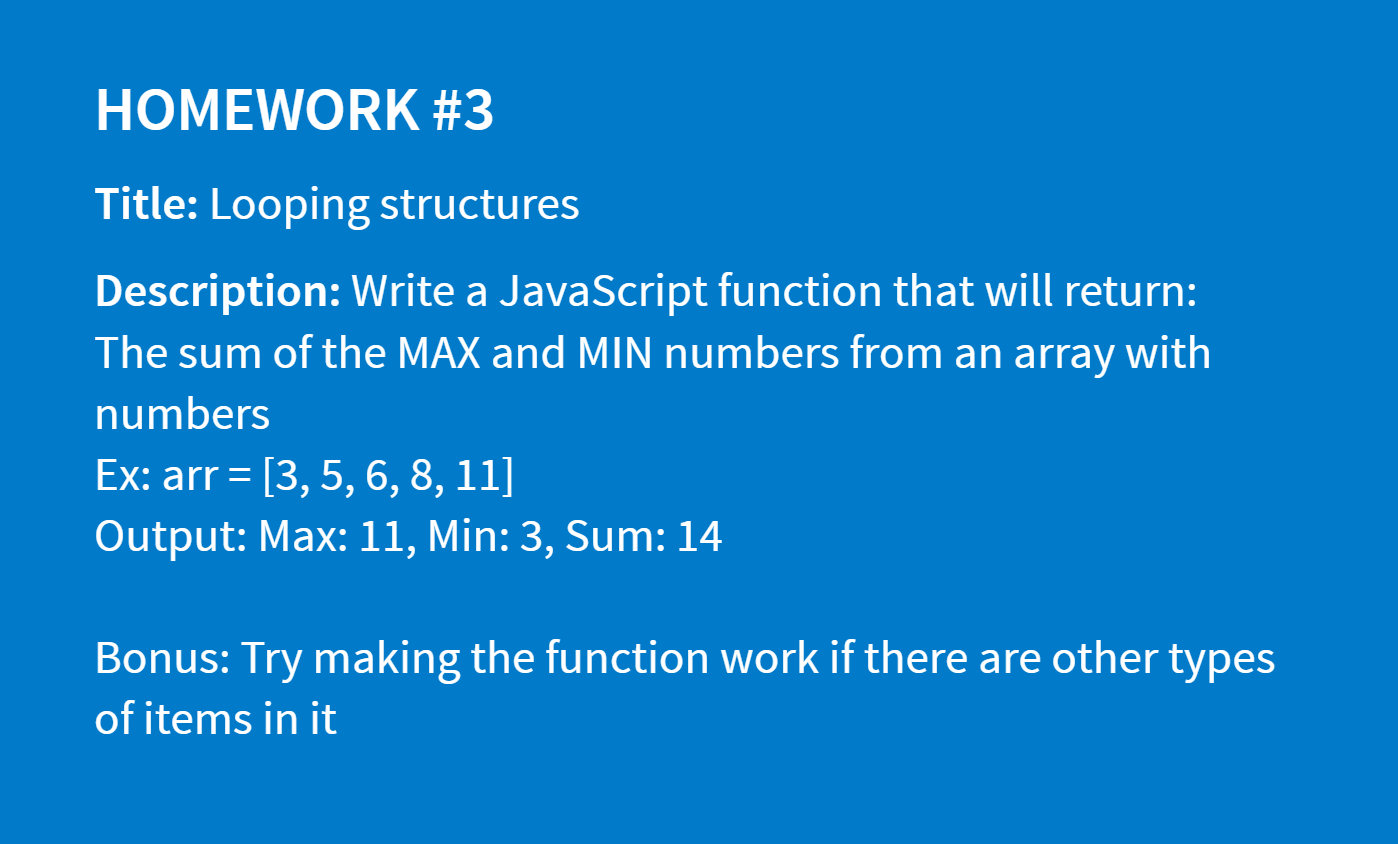 HOMEWORK #3
Title: Looping structures
Description: Write a JavaScript function that will return:
The sum of the MAX and MIN numbers from an array with
numbers
Ex: arr = [3, 5, 6, 8, 11]
Output: Max: 11, Min: 3, Sum: 14
Bonus: Try making the function work if there are other types
of items in it